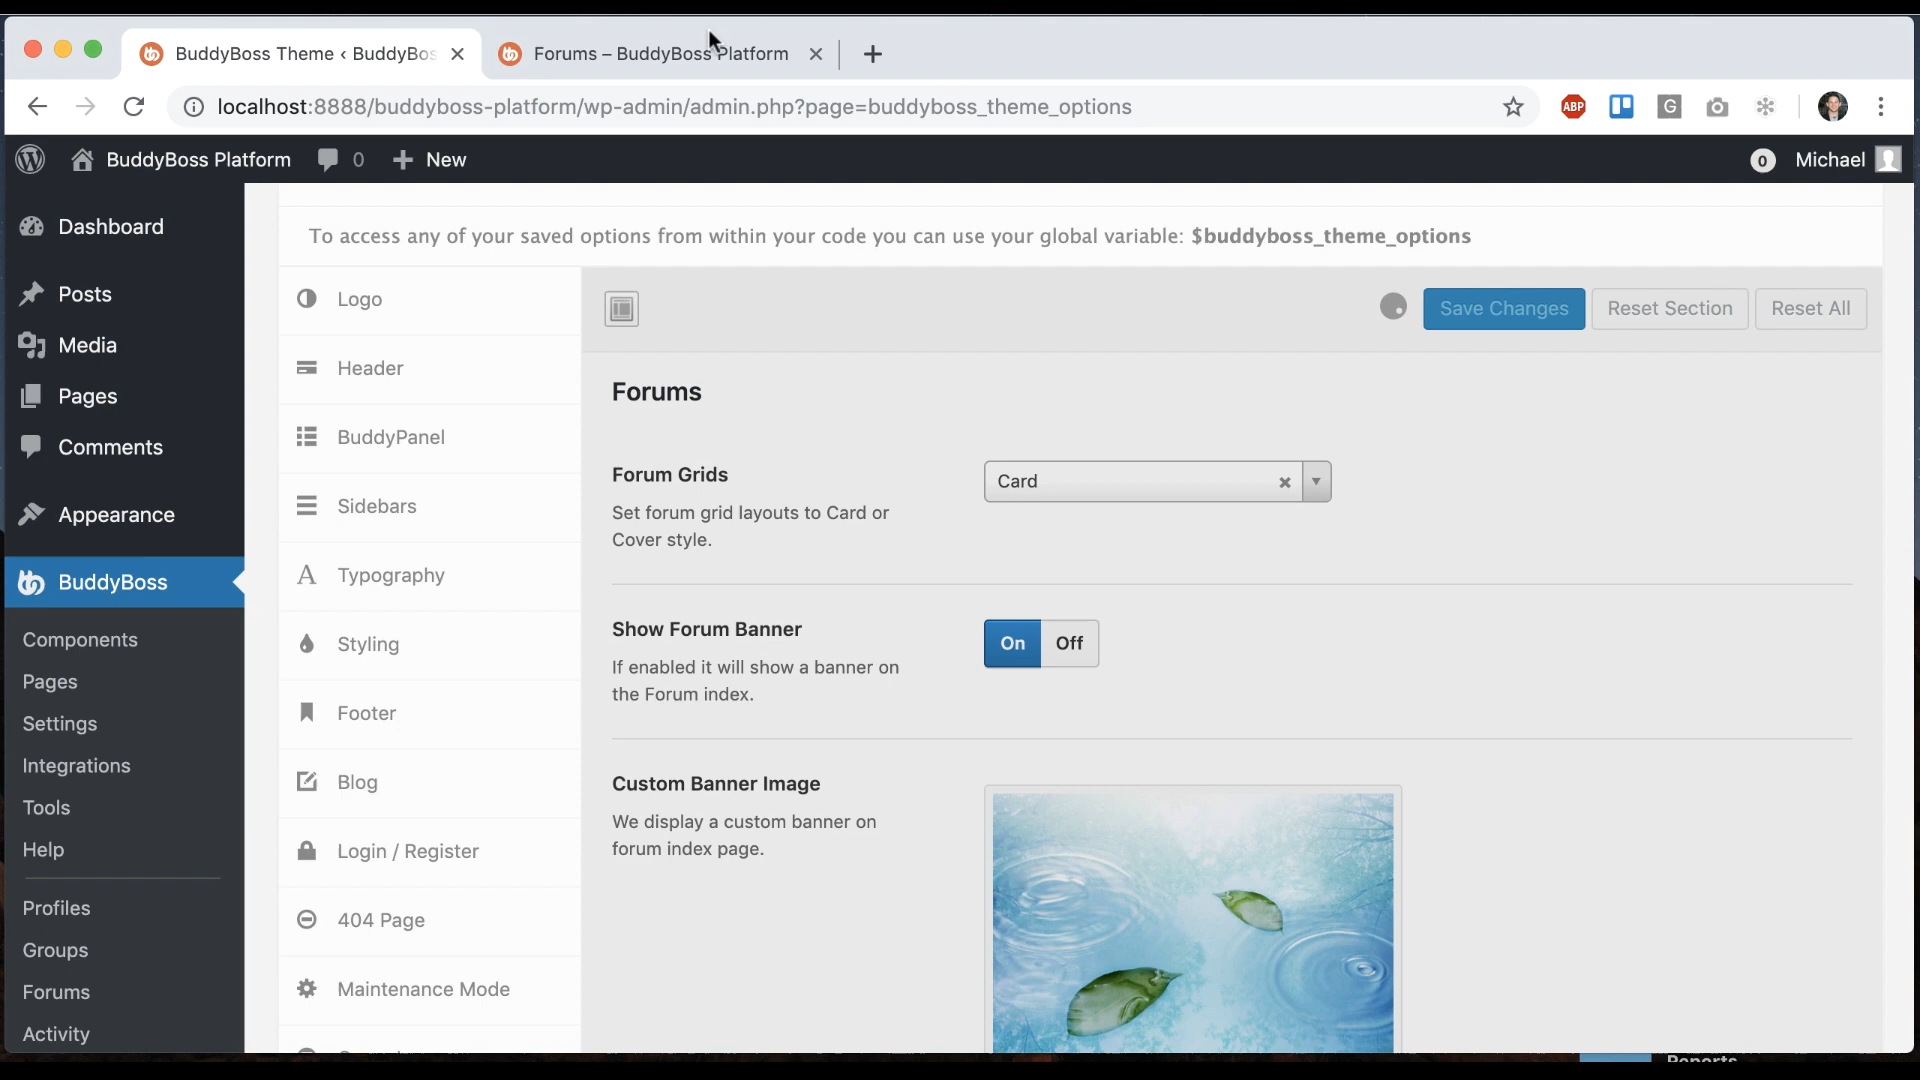 BuddyBoss Theme ‹ BuddyBos
Forums – BuddyBoss Platform
localhost:8888/buddyboss-platform/wp-admin/admin.php?page=buddyboss_theme_options
ABP
G
BuddyBoss Platform
0
New
0
Michael
Dashboard
Posts
Media
Pages
Comments
Appearance
BuddyBoss
Components
Pages
Settings
Integrations
Tools
Help
Profiles
Groups
Forums
Activity
To access any of your saved options from within your code you can use your global variable: $buddyboss_theme_options
Logo
Header
BuddyPanel
Sidebars
Typography
Styling
Footer
Blog
Login / Register
404 Page
Maintenance Mode
Save Changes
Reset Section
Reset All
Forums
Forum Grids
Set forum grid layouts to Card or
Cover style.
Card
Show Forum Banner
If enabled it will show a banner on
the Forum index.
On
Off
Custom Banner Image
We display a custom banner on
forum index page.